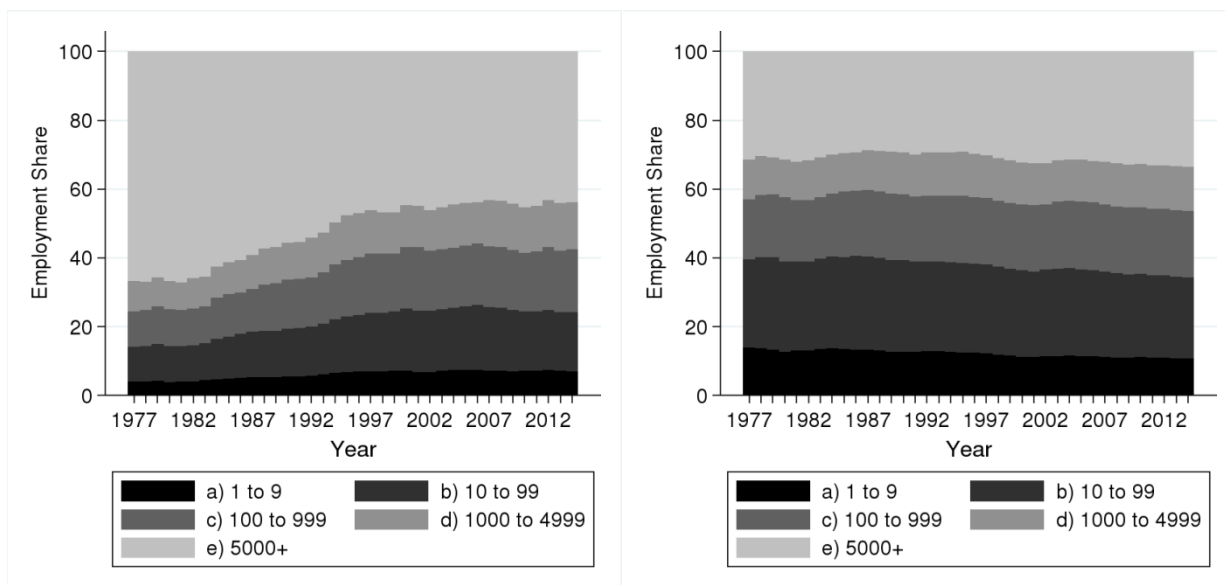 100
80
60
40
20
0
Employment Share
1977 1982 1987 1992 1997 2002 2007 2012
Year
a) 1 to 9 b) 10 to 99
c) 100 to 999 d) 1000 to 4999
e) 5000+
100
80
60
40
20
0
Employment Share
1977 1982 1987 1992 1997 2002 2007 2012
Year
a) 1 to 9 b) 10 to 99
c) 100 to 999 d) 1000 to 4999
e) 5000+